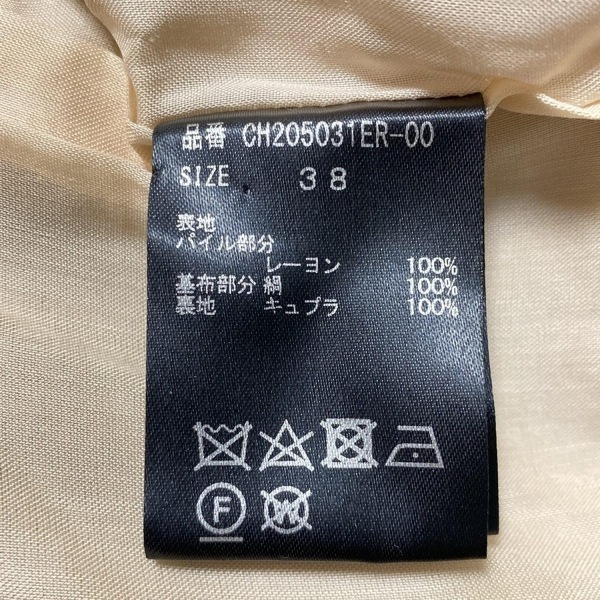 品番 CH205031ER-00
SIZE 38
表地
パイル部分
レーヨン 100%
基布部分 絹 100%
裏地 キュプラ 100%
F W